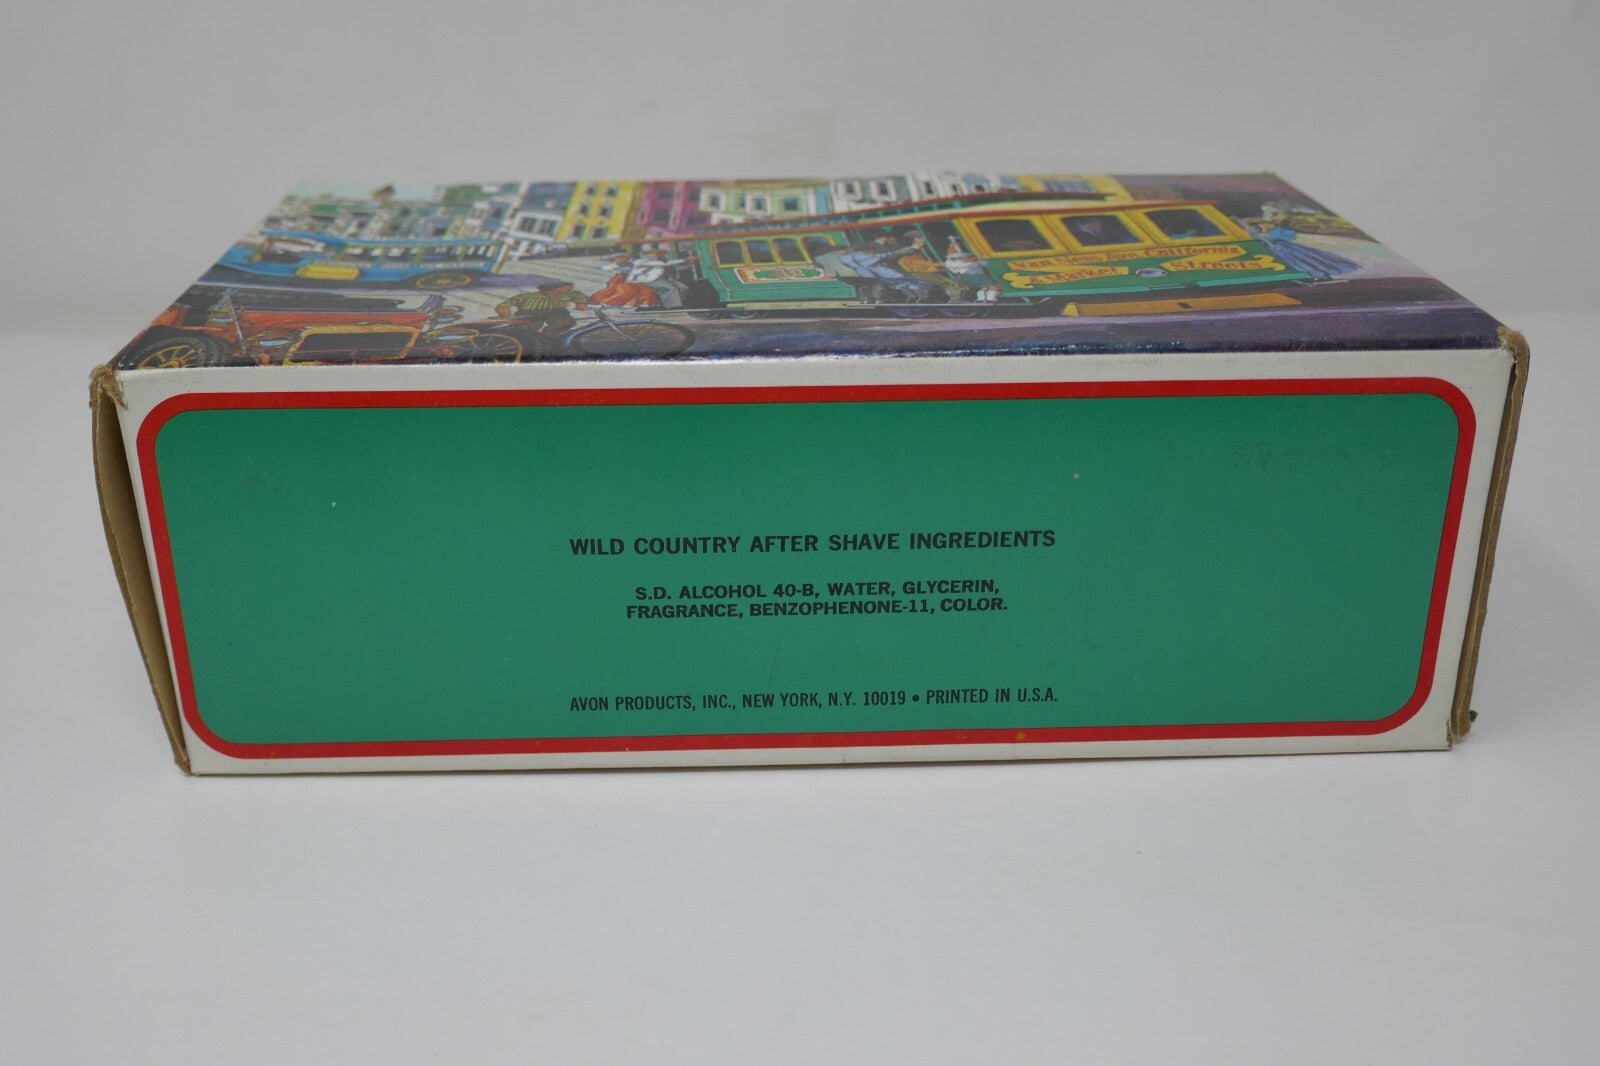 Van Ness Ave. California
& Market Streets
WILD COUNTRY AFTER SHAVE INGREDIENTS
S.D. ALCOHOL 40-B, WATER, GLYCERIN,
FRAGRANCE, BENZOPHENONE-11, COLOR.
AVON PRODUCTS, INC., NEW YORK, N.Y. 10019 • PRINTED IN U.S.A.